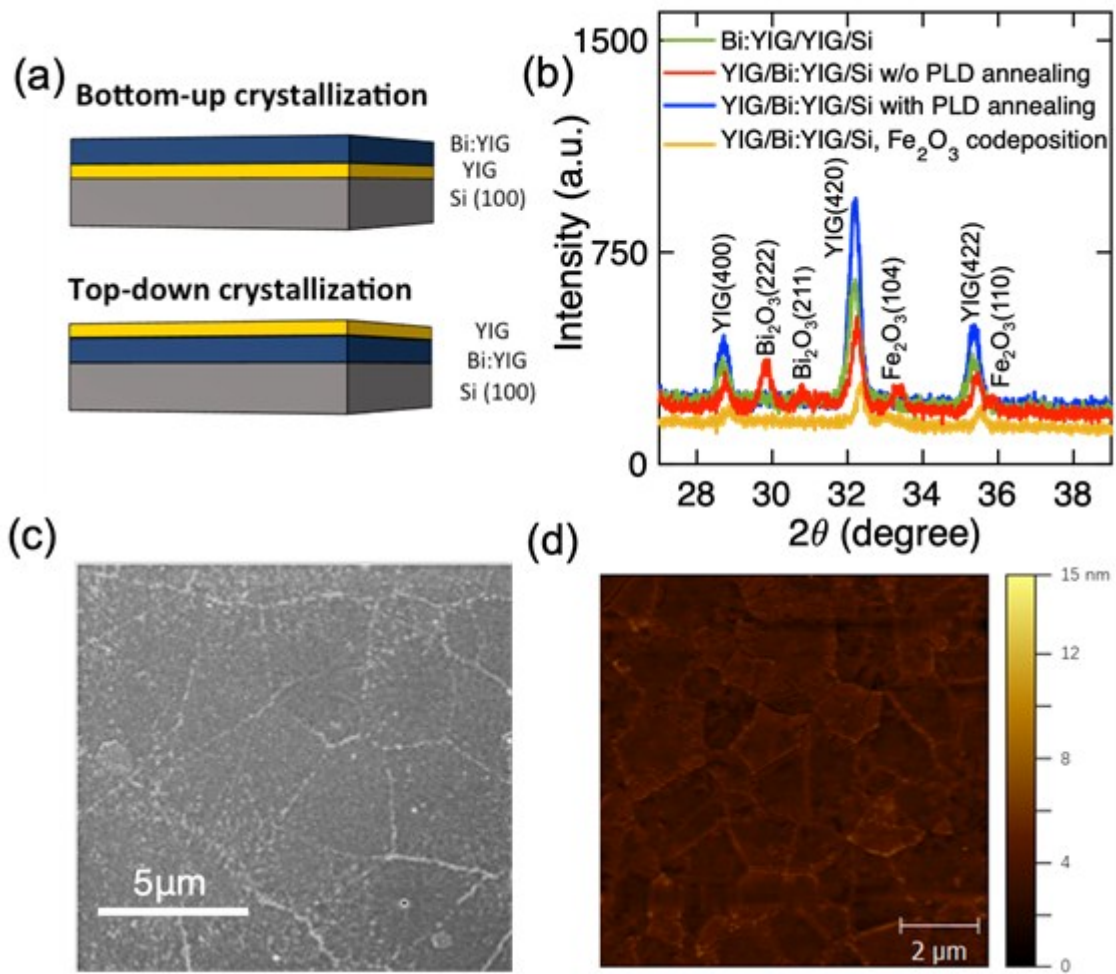 (a)
Bottom-up crystallization
Bi:YIG
YIG
Si (100)
Top-down crystallization
YIG
Bi:YIG
Si (100)
(b)
Bi:YIG/YIG/Si
YIG/Bi:YIG/Si w/o PLD annealing
YIG/Bi:YIG/Si with PLD annealing
YIG/Bi:YIG/Si, Fe₂O₃ codeposition
1500
750
0
Intensity (a.u.)
YIG(400)
Bi₂O₃(222)
Bi₂O₃(211)
YIG(420)
Fe₂O₃(104)
YIG(422)
Fe₂O₃(110)
28 30 32 34 36 38
2θ (degree)
(c)
5μm
(d)
2 μm
15 nm
12
8
4
0